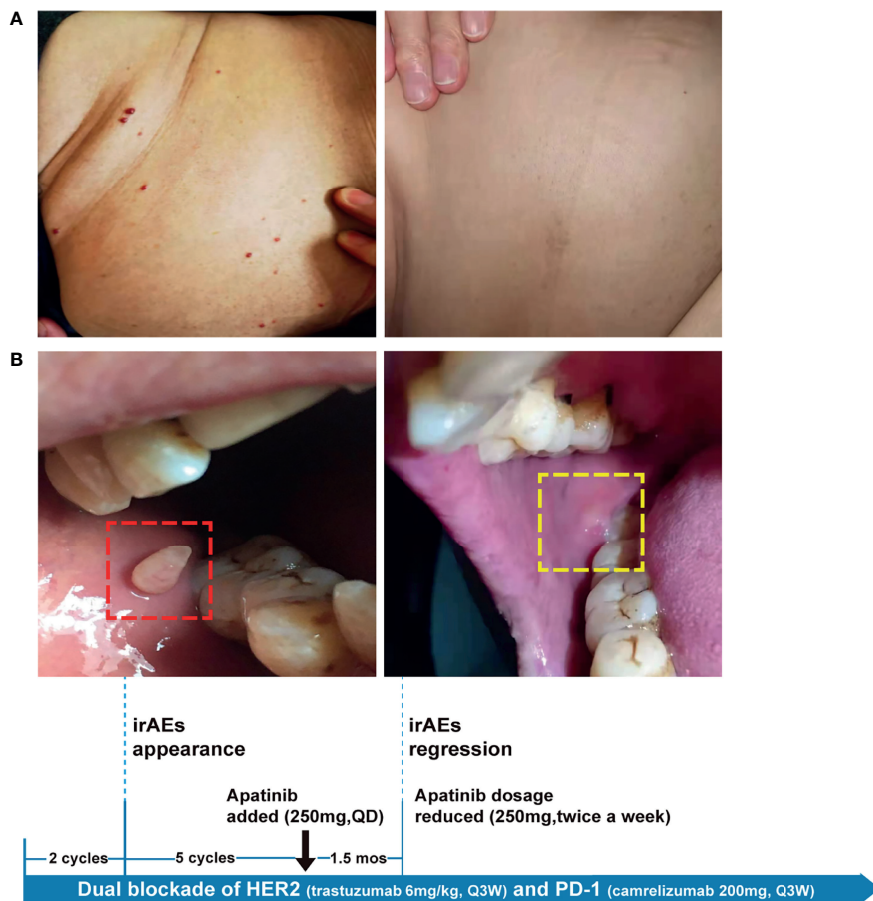 A
B
irAEs
appearance
irAEs
regression
Apatinib
added (250mg,QD)
Apatinib dosage
reduced (250mg,twice a week)
2 cycles
5 cycles
1.5 mos
Dual blockade of HER2 (trastuzumab 6mg/kg, Q3W) and PD-1 (camrelizumab 200mg, Q3W)